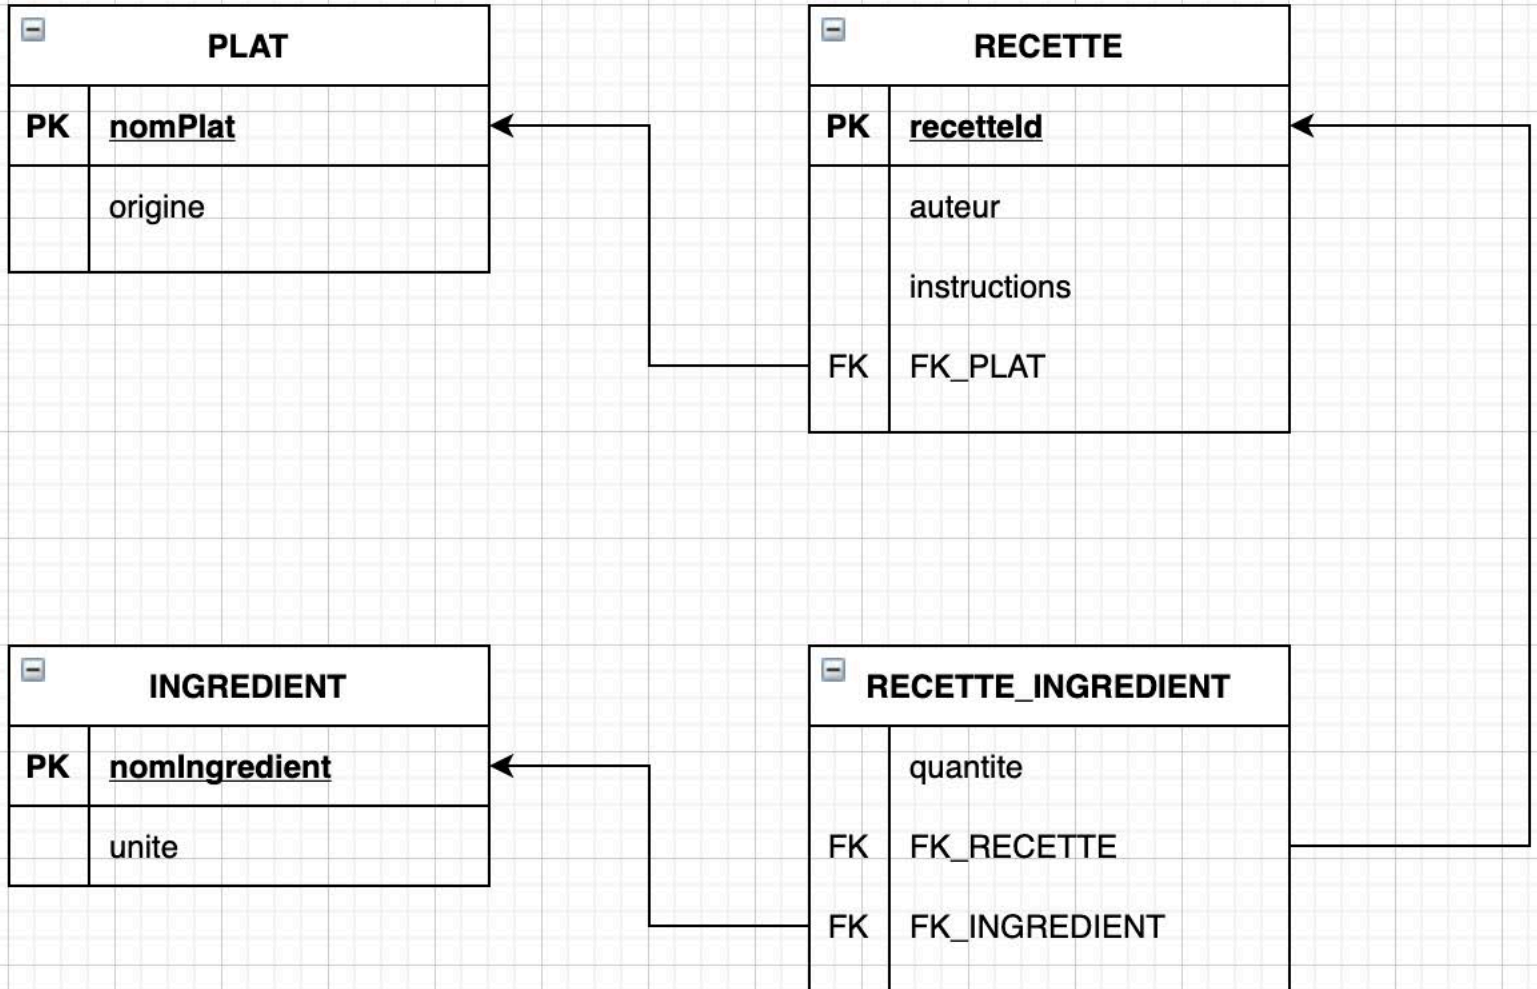 PLAT
PK nomPlat
origine
RECETTE
PK recetteId
auteur
instructions
FK FK_PLAT
INGREDIENT
PK nomIngredient
unite
RECETTE_INGREDIENT
quantite
FK FK_RECETTE
FK FK_INGREDIENT